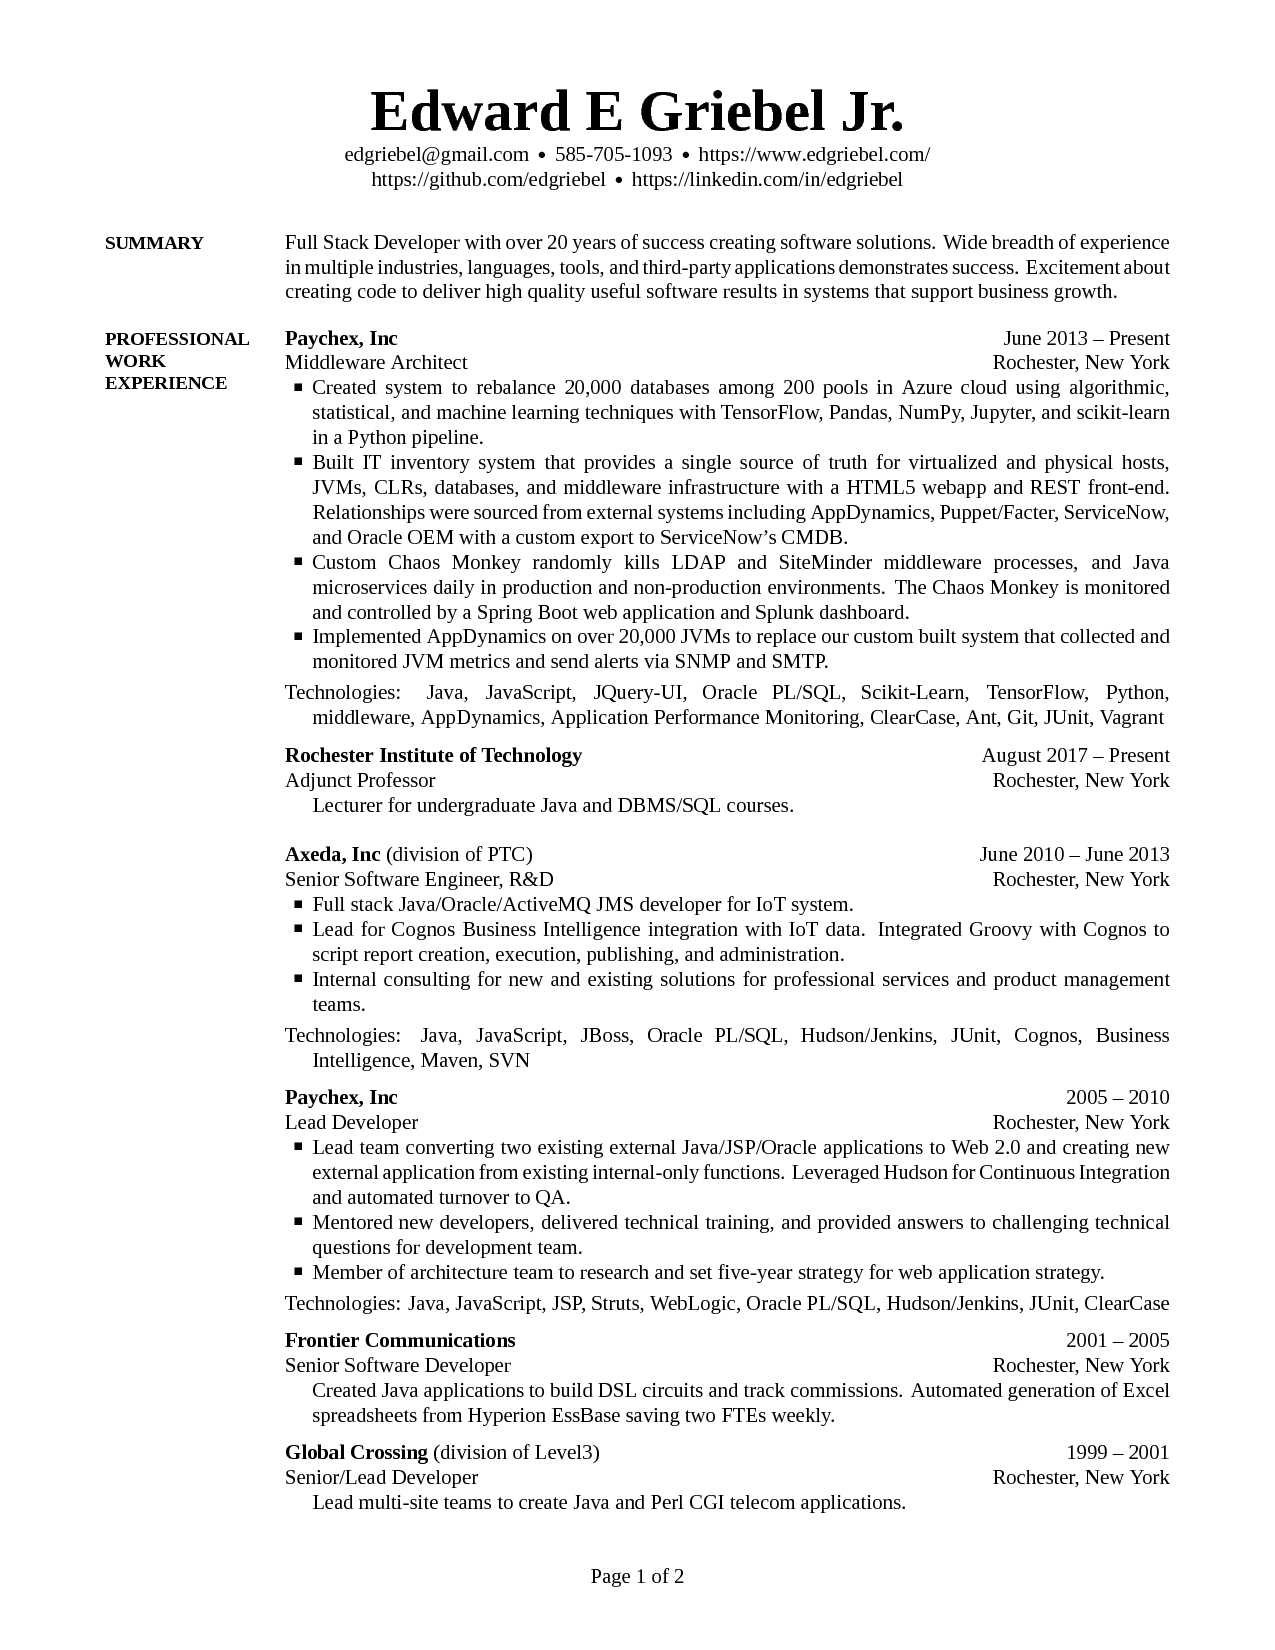 Edward E Griebel Jr.
edgriebel@gmail.com • 585-705-1093 • https://www.edgriebel.com/
https://github.com/edgriebel • https://linkedin.com/in/edgriebel
SUMMARY
Full Stack Developer with over 20 years of success creating software solutions. Wide breadth of experience
in multiple industries, languages, tools, and third-party applications demonstrates success. Excitement about
creating code to deliver high quality useful software results in systems that support business growth.
PROFESSIONAL
WORK
EXPERIENCE
Paychex, Inc June 2013 – Present
Middleware Architect Rochester, New York
▪ Created system to rebalance 20,000 databases among 200 pools in Azure cloud using algorithmic,
statistical, and machine learning techniques with TensorFlow, Pandas, NumPy, Jupyter, and scikit-learn
in a Python pipeline.
▪ Built IT inventory system that provides a single source of truth for virtualized and physical hosts,
JVMs, CLRs, databases, and middleware infrastructure with a HTML5 webapp and REST front-end.
Relationships were sourced from external systems including AppDynamics, Puppet/Facter, ServiceNow,
and Oracle OEM with a custom export to ServiceNow’s CMDB.
▪ Custom Chaos Monkey randomly kills LDAP and SiteMinder middleware processes, and Java
microservices daily in production and non-production environments. The Chaos Monkey is monitored
and controlled by a Spring Boot web application and Splunk dashboard.
▪ Implemented AppDynamics on over 20,000 JVMs to replace our custom built system that collected and
monitored JVM metrics and send alerts via SNMP and SMTP.
Technologies: Java, JavaScript, JQuery-UI, Oracle PL/SQL, Scikit-Learn, TensorFlow, Python,
middleware, AppDynamics, Application Performance Monitoring, ClearCase, Ant, Git, JUnit, Vagrant
Rochester Institute of Technology August 2017 – Present
Adjunct Professor Rochester, New York
Lecturer for undergraduate Java and DBMS/SQL courses.
Axeda, Inc (division of PTC) June 2010 – June 2013
Senior Software Engineer, R&D Rochester, New York
▪ Full stack Java/Oracle/ActiveMQ JMS developer for IoT system.
▪ Lead for Cognos Business Intelligence integration with IoT data. Integrated Groovy with Cognos to
script report creation, execution, publishing, and administration.
▪ Internal consulting for new and existing solutions for professional services and product management
teams.
Technologies: Java, JavaScript, JBoss, Oracle PL/SQL, Hudson/Jenkins, JUnit, Cognos, Business
Intelligence, Maven, SVN
Paychex, Inc 2005 – 2010
Lead Developer Rochester, New York
▪ Lead team converting two existing external Java/JSP/Oracle applications to Web 2.0 and creating new
external application from existing internal-only functions. Leveraged Hudson for Continuous Integration
and automated turnover to QA.
▪ Mentored new developers, delivered technical training, and provided answers to challenging technical
questions for development team.
▪ Member of architecture team to research and set five-year strategy for web application strategy.
Technologies: Java, JavaScript, JSP, Struts, WebLogic, Oracle PL/SQL, Hudson/Jenkins, JUnit, ClearCase
Frontier Communications 2001 – 2005
Senior Software Developer Rochester, New York
Created Java applications to build DSL circuits and track commissions. Automated generation of Excel
spreadsheets from Hyperion EssBase saving two FTEs weekly.
Global Crossing (division of Level3) 1999 – 2001
Senior/Lead Developer Rochester, New York
Lead multi-site teams to create Java and Perl CGI telecom applications.
Page 1 of 2